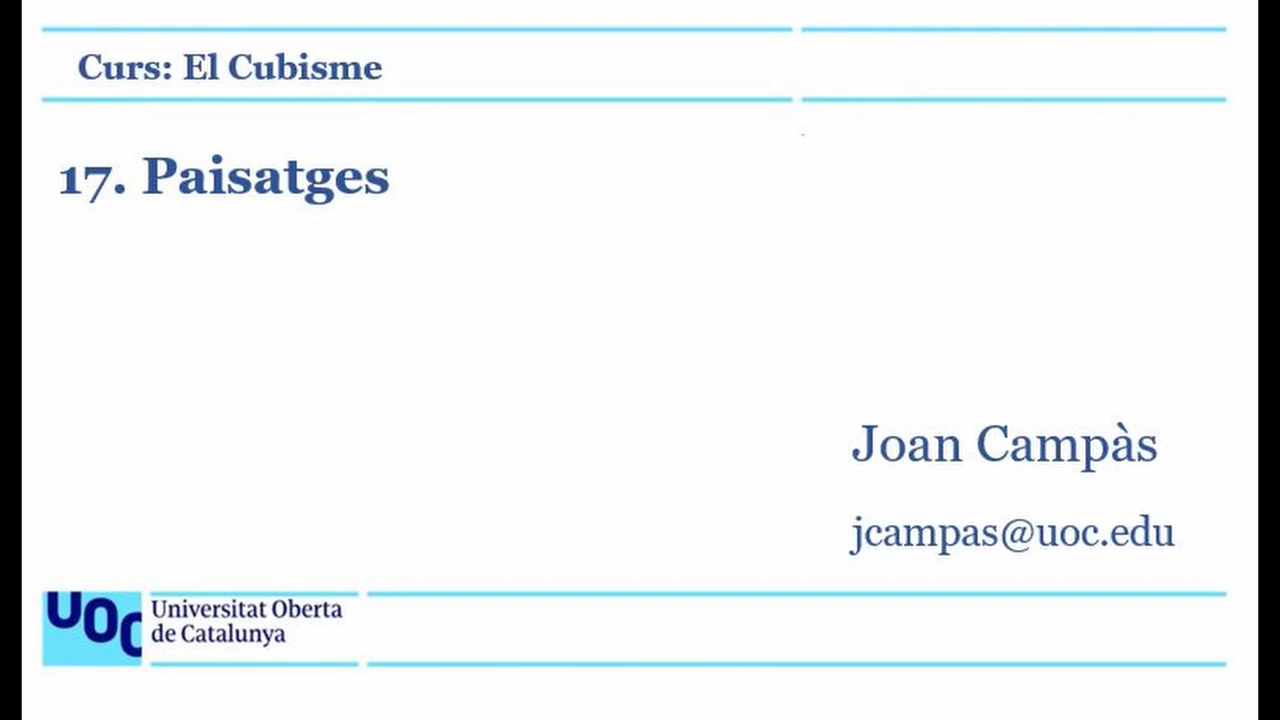 Curs: El Cubisme
17. Paisatges
Joan Campàs
jcampas@uoc.edu
UOC
Universitat Oberta
de Catalunya